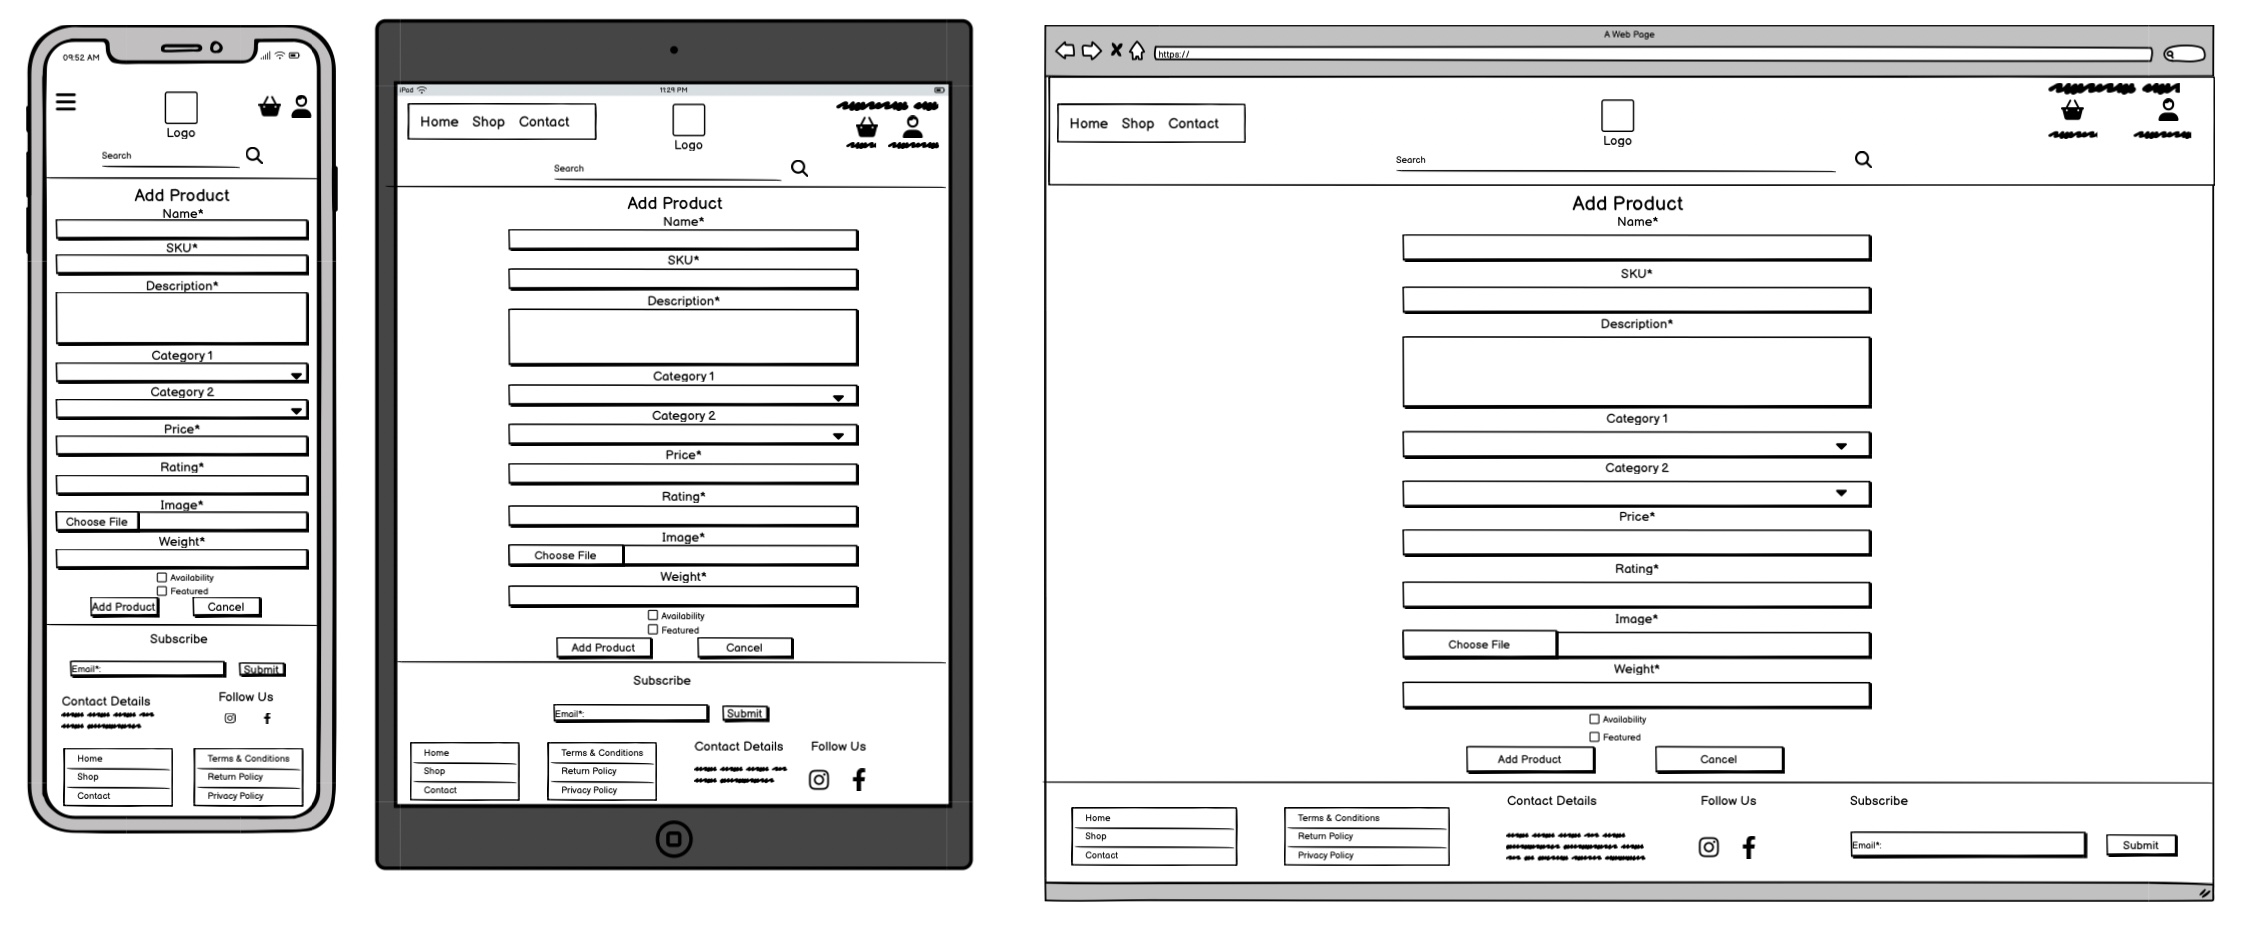 09:52 AM
Logo
Search
Add Product
Name*
SKU*
Description*
Category 1
Category 2
Price*
Rating*
Image*
Choose File
Weight*
Availability
Featured
Add Product Cancel
Subscribe
Email*: Submit
Contact Details Follow Us
Home Terms & Conditions
Shop Return Policy
Contact Privacy Policy
iPad 11:29 PM
Home Shop Contact
Logo
Search
Add Product
Name*
SKU*
Description*
Category 1
Category 2
Price*
Rating*
Image*
Choose File
Weight*
Availability
Featured
Add Product Cancel
Subscribe
Email*: Submit
Contact Details Follow Us
Home Terms & Conditions
Shop Return Policy
Contact Privacy Policy
A Web Page
https://
Home Shop Contact
Logo
Search
Add Product
Name*
SKU*
Description*
Category 1
Category 2
Price*
Rating*
Image*
Choose File
Weight*
Availability
Featured
Add Product Cancel
Contact Details Follow Us Subscribe
Home Terms & Conditions
Shop Return Policy
Contact Privacy Policy
Email*: Submit